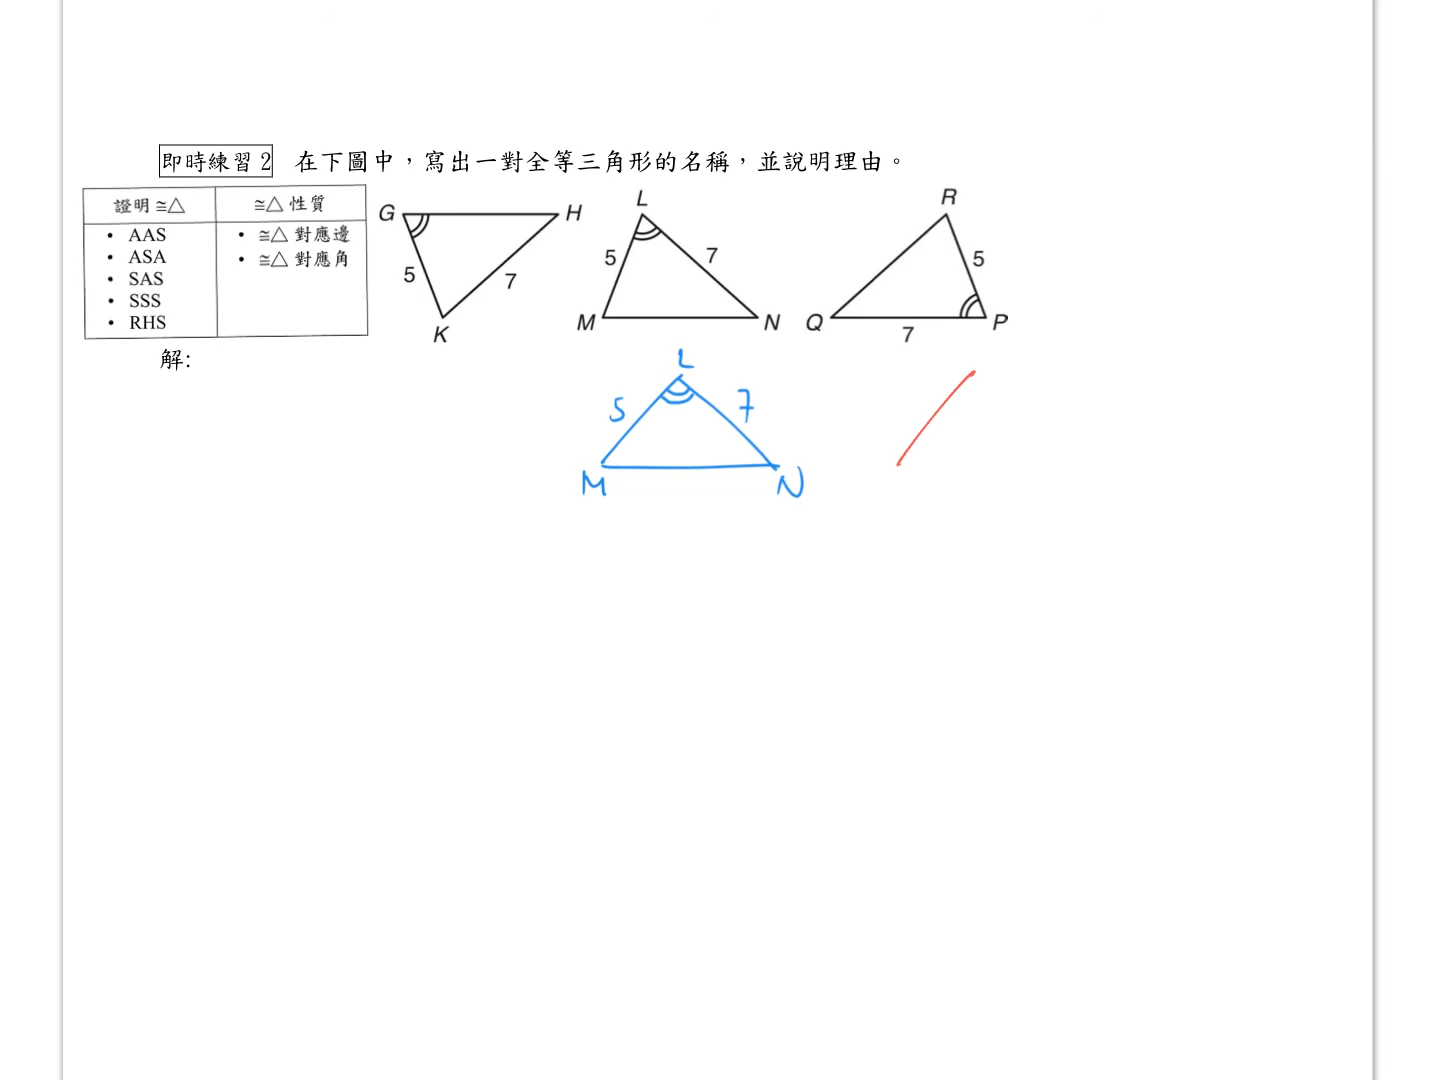 即時練習 2 在下圖中，寫出一對全等三角形的名稱，並說明理由。
證明 ≅△ ≅△ 性質
• AAS • ≅△ 對應邊
• ASA • ≅△ 對應角
• SAS
• SSS
• RHS
G H
5 7
K
L
5 7
M N
R
5
Q P
7
解:
L
5 7
M N